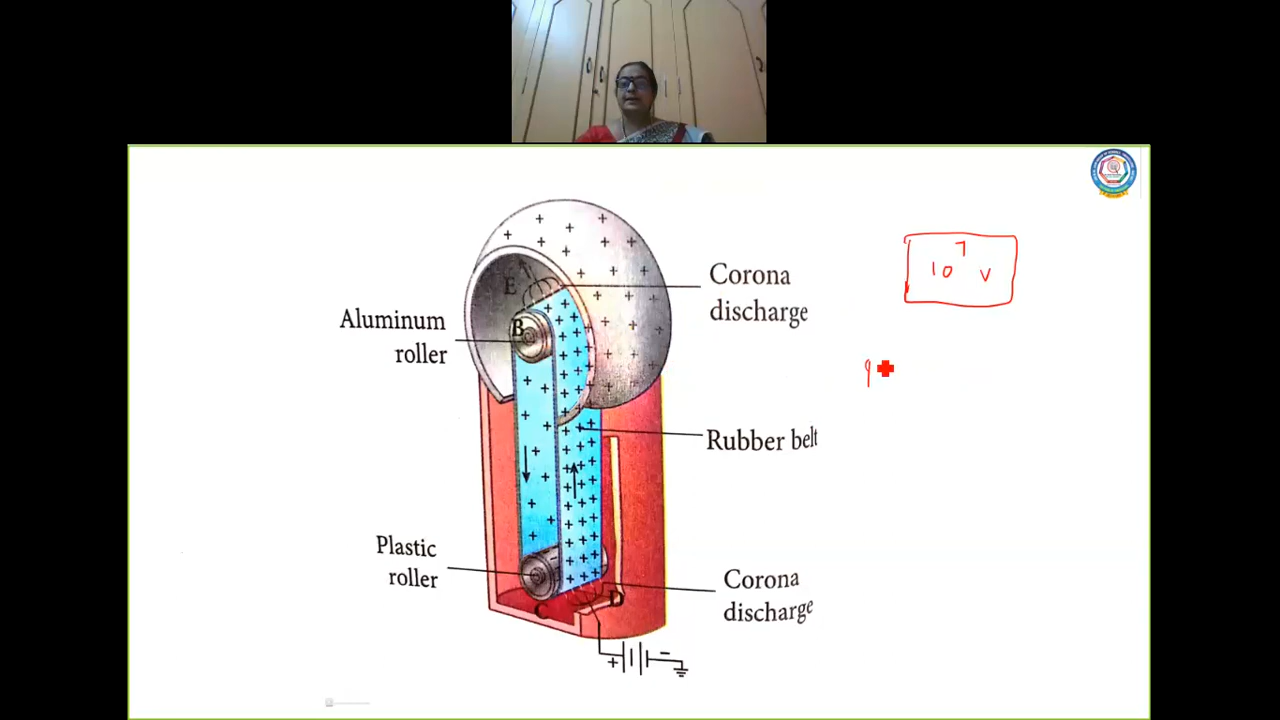 E
B
Aluminum
roller
Corona
discharge
10⁷ V
Rubber belt
Plastic
roller
C
D
Corona
discharge
+
−